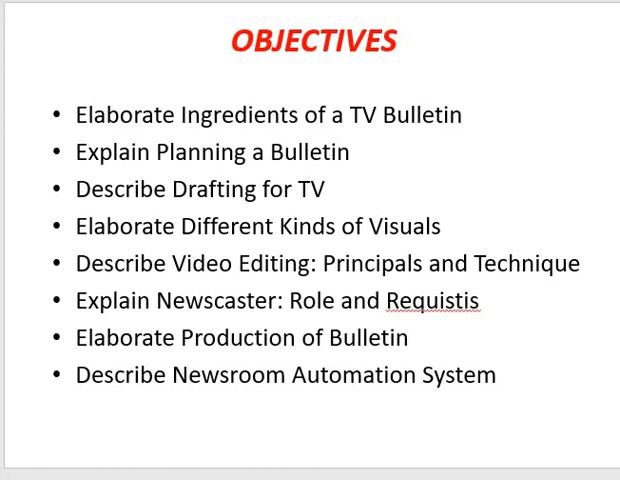 OBJECTIVES
• Elaborate Ingredients of a TV Bulletin
• Explain Planning a Bulletin
• Describe Drafting for TV
• Elaborate Different Kinds of Visuals
• Describe Video Editing: Principals and Technique
• Explain Newscaster: Role and Requistis
• Elaborate Production of Bulletin
• Describe Newsroom Automation System